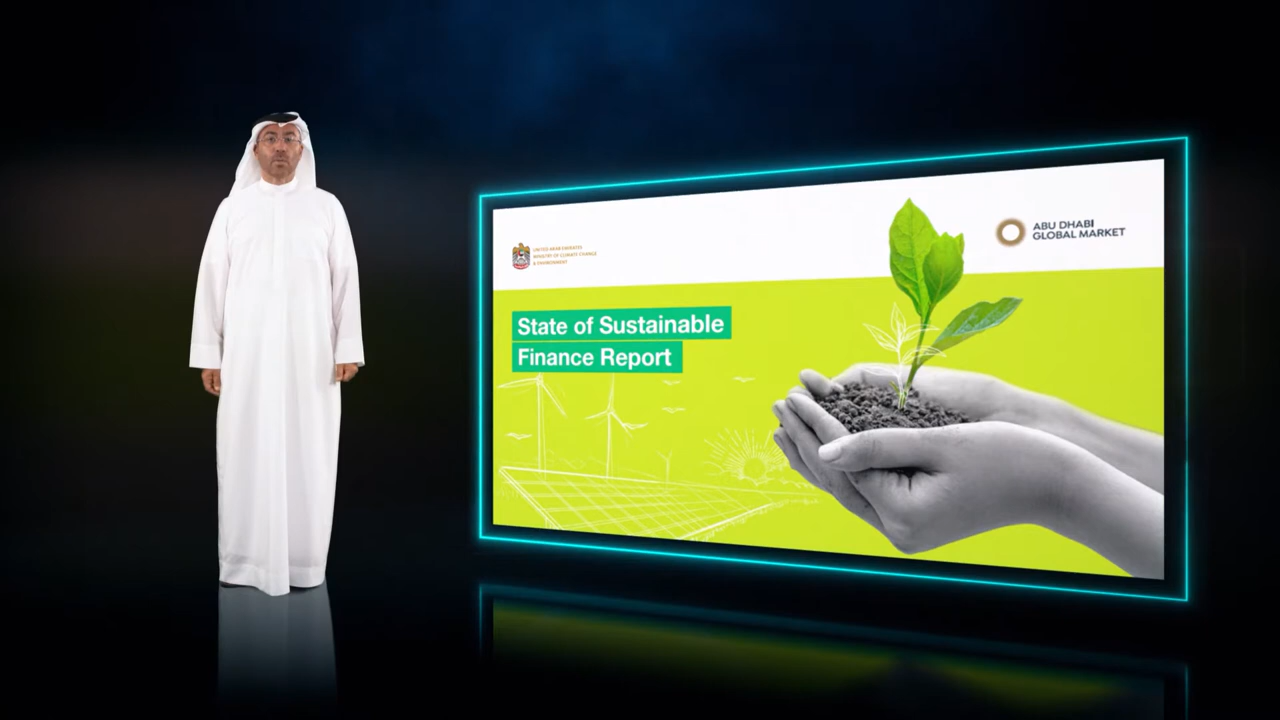 UNITED ARAB EMIRATES
MINISTRY OF CLIMATE CHANGE
& ENVIRONMENT
ABU DHABI
GLOBAL MARKET
State of Sustainable
Finance Report